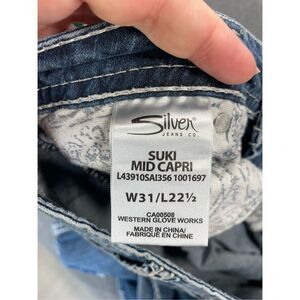 Silver
JEANS CO.
SUKI
MID CAPRI
L43910SAI356 1001697
W31/L22½
CA00508
WESTERN GLOVE WORKS
MADE IN CHINA/
FABRIQUÉ EN CHINE